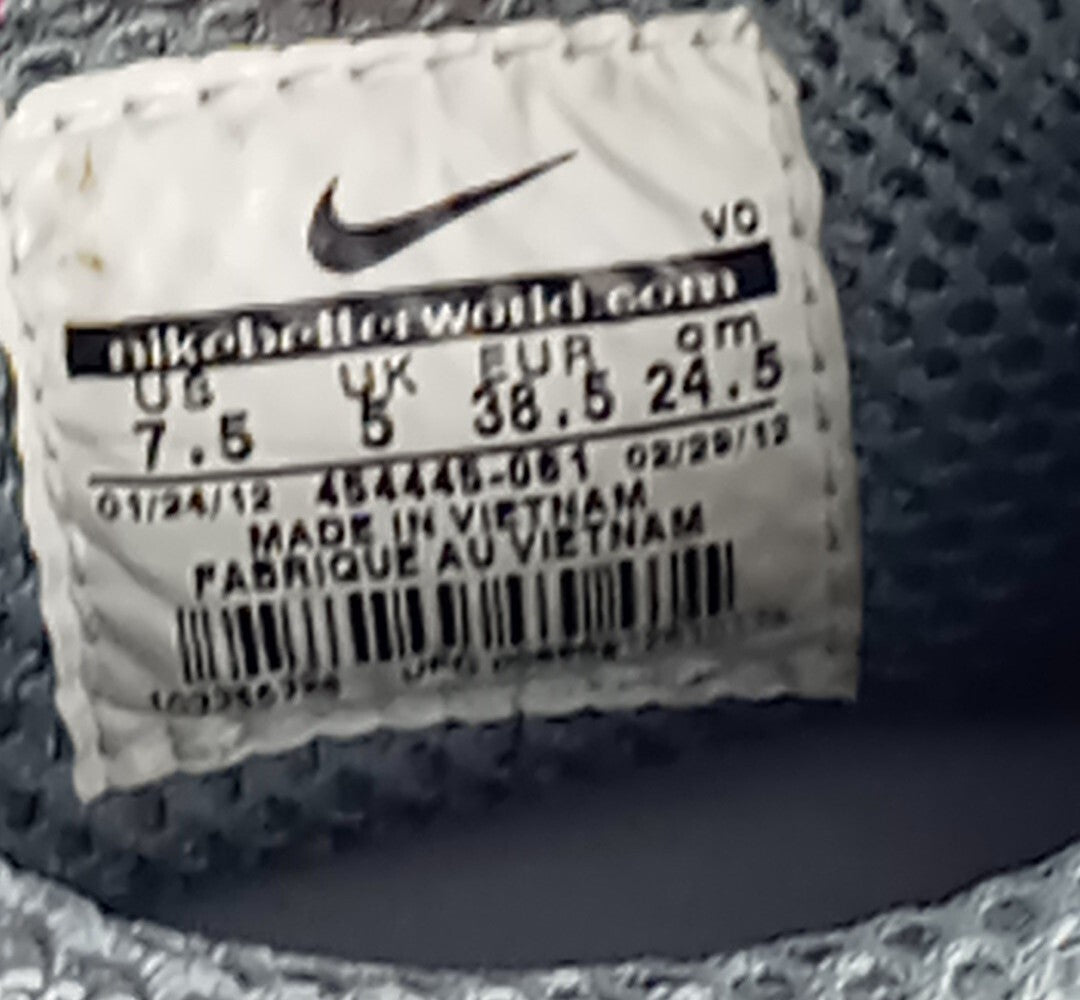 VO
nikebetterworld.com
US UK EUR cm
7.5 5 38.5 24.5
01/24/12 454445-061 02/29/12
MADE IN VIETNAM
FABRIQUE AU VIETNAM